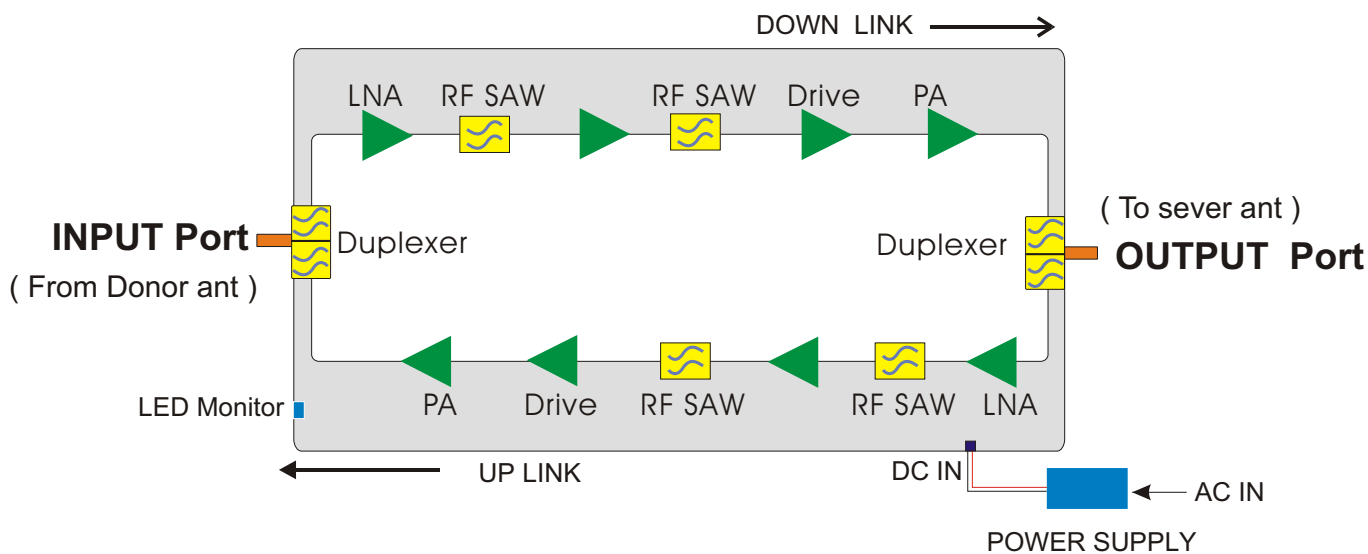 DOWN LINK
LNA RF SAW RF SAW Drive PA
INPUT Port
( From Donor ant )
Duplexer
Duplexer
( To sever ant )
OUTPUT Port
LED Monitor
PA Drive RF SAW RF SAW LNA
UP LINK
DC IN
AC IN
POWER SUPPLY